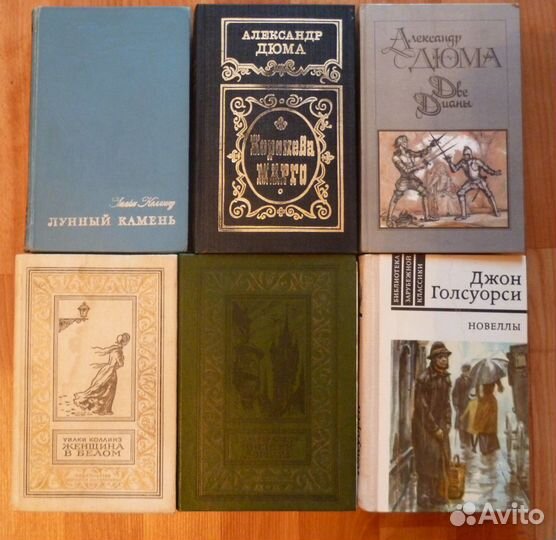 Уилки Коллинз
ЛУННЫЙ КАМЕНЬ
АЛЕКСАНДР
ДЮМА
Королева
Марго
Александр
ДЮМА
Две
Дианы
УИЛКИ КОЛЛИНЗ
ЖЕНЩИНА
В БЕЛОМ
БИБЛИОТЕКА
ЗАРУБЕЖНОЙ
КЛАССИКИ
Джон
Голсуорси
НОВЕЛЛЫ
Avito